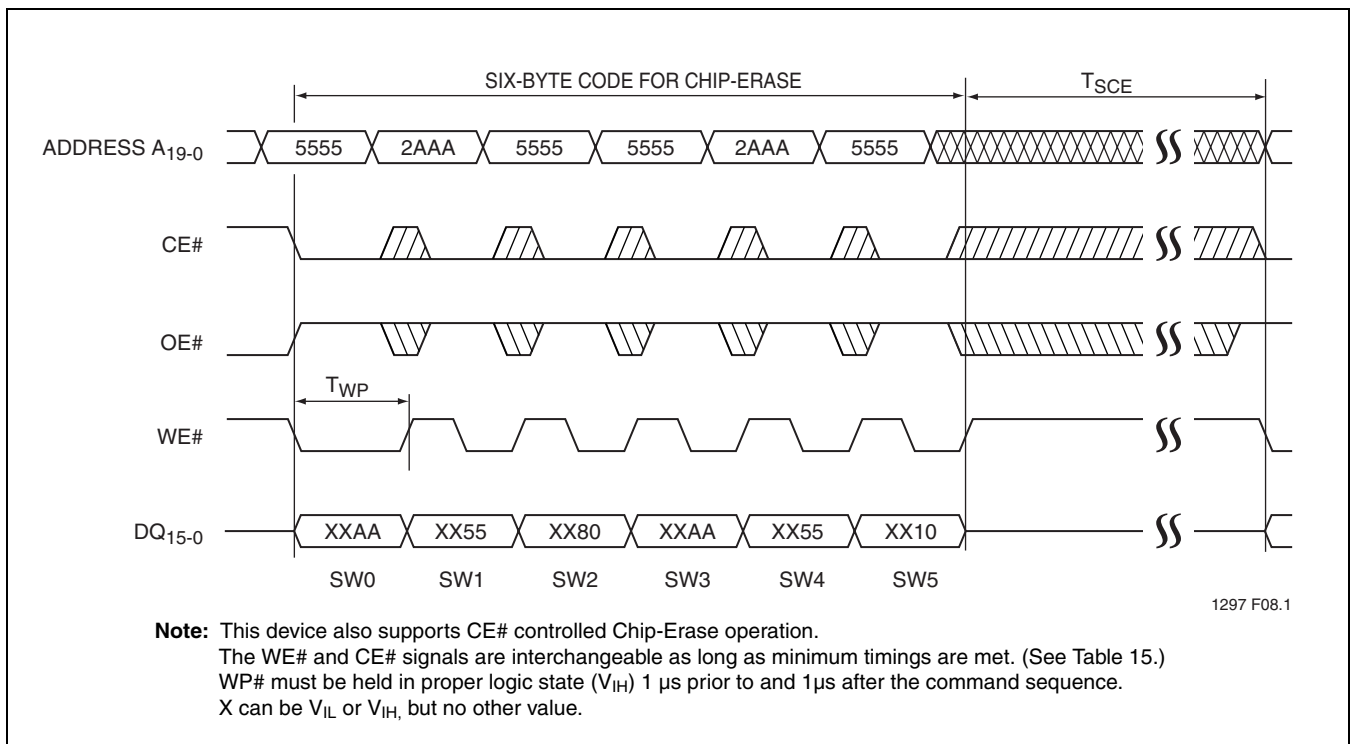 SIX-BYTE CODE FOR CHIP-ERASE
TSCE
ADDRESS A19-0
5555 2AAA 5555 5555 2AAA 5555
CE#
OE#
TWP
WE#
DQ15-0
XXAA XX55 XX80 XXAA XX55 XX10
SW0 SW1 SW2 SW3 SW4 SW5
1297 F08.1
Note: This device also supports CE# controlled Chip-Erase operation.
The WE# and CE# signals are interchangeable as long as minimum timings are met. (See Table 15.)
WP# must be held in proper logic state (VIH) 1 µs prior to and 1µs after the command sequence.
X can be VIL or VIH, but no other value.